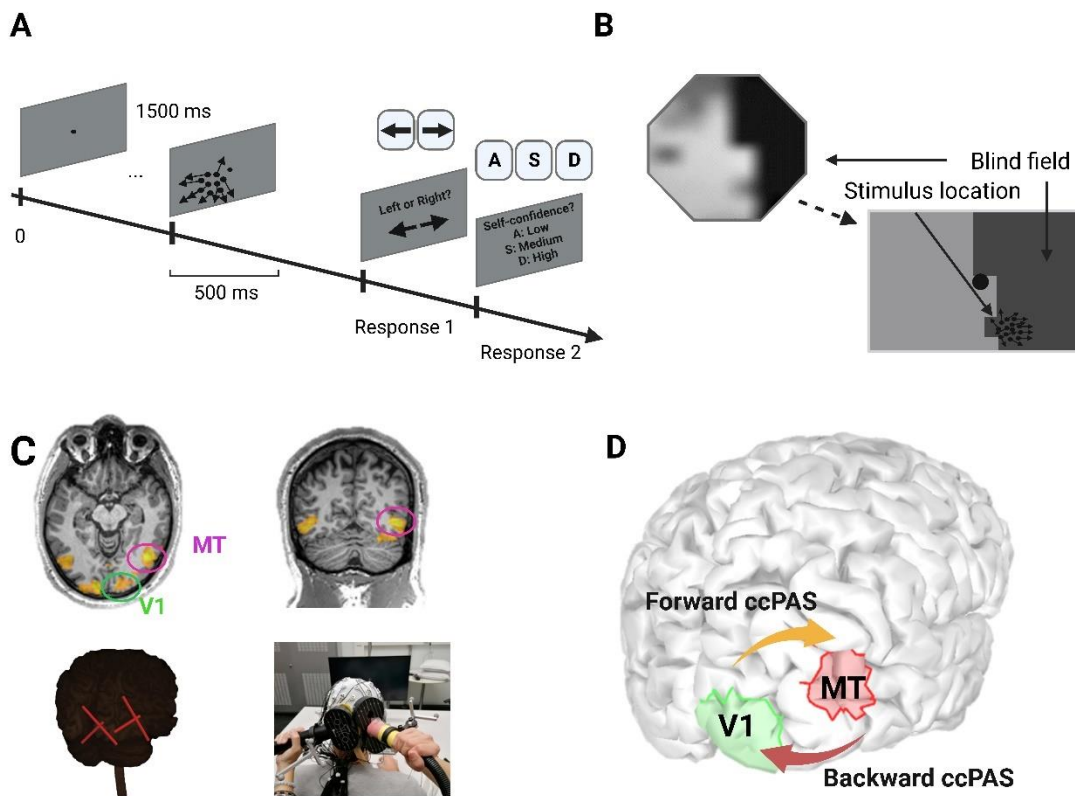 A
1500 ms
...
0
500 ms
Left or Right?
A S D
Self-confidence?
A: Low
S: Medium
D: High
Response 1
Response 2
B
Blind field
Stimulus location
C
MT
V1
D
Forward ccPAS
MT
V1
Backward ccPAS